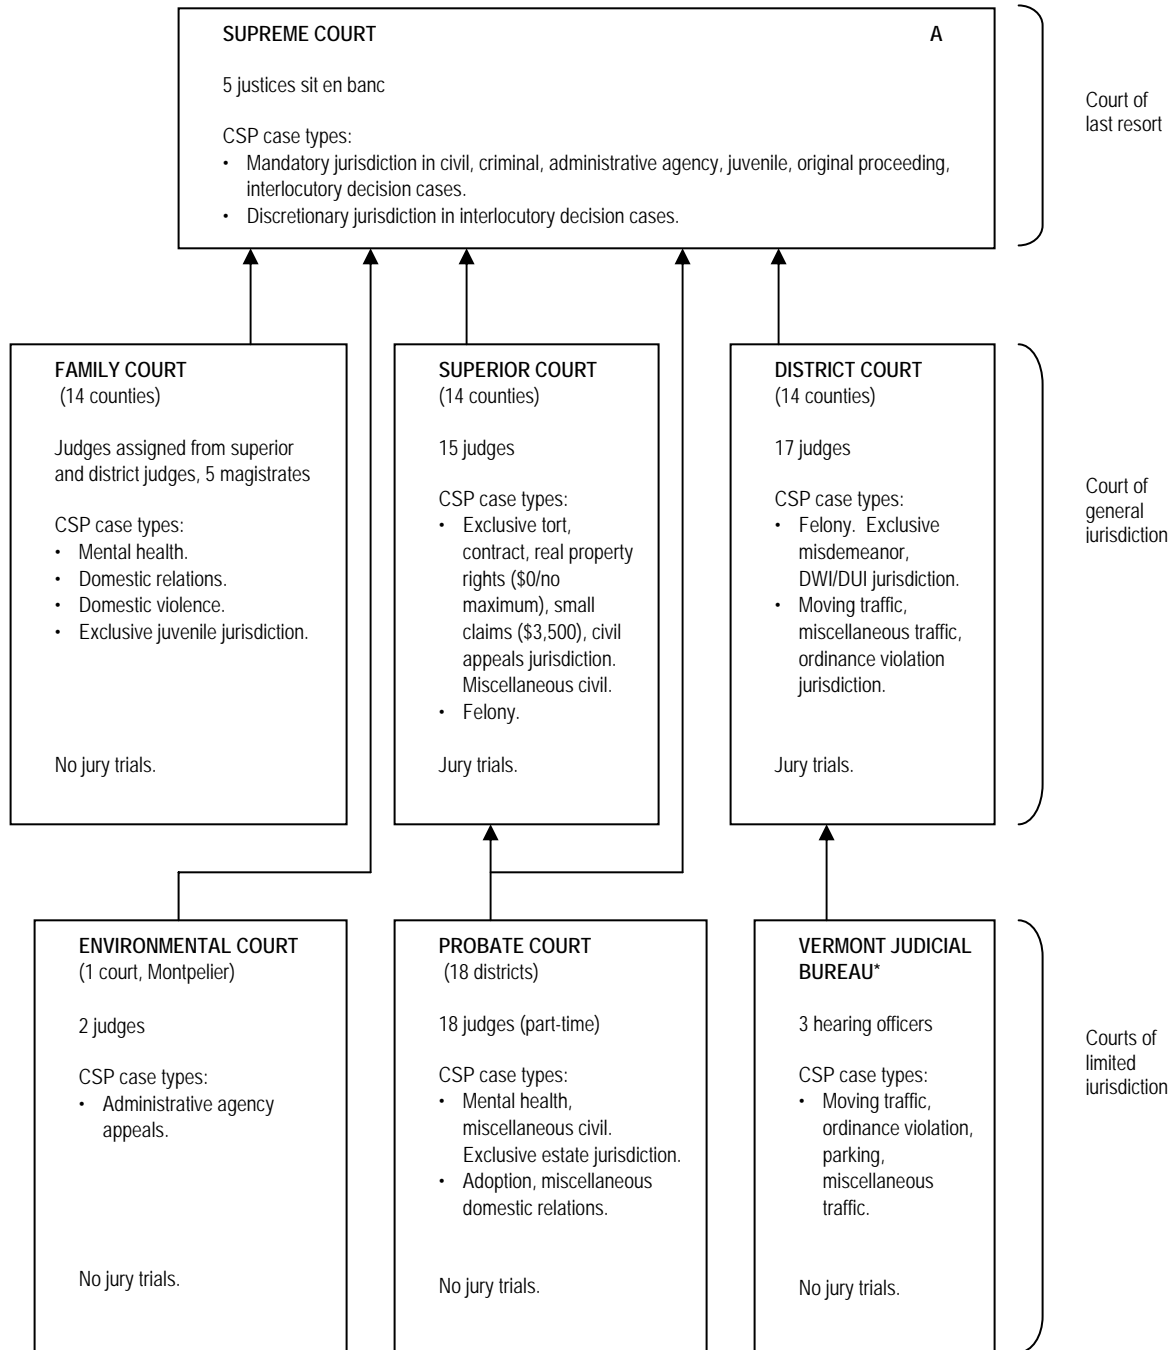 SUPREME COURT A
5 justices sit en banc
CSP case types:
• Mandatory jurisdiction in civil, criminal, administrative agency, juvenile, original proceeding,
interlocutory decision cases.
• Discretionary jurisdiction in interlocutory decision cases.
Court of
last resort
FAMILY COURT
(14 counties)
Judges assigned from superior
and district judges, 5 magistrates
CSP case types:
• Mental health.
• Domestic relations.
• Domestic violence.
• Exclusive juvenile jurisdiction.
No jury trials.
SUPERIOR COURT
(14 counties)
15 judges
CSP case types:
• Exclusive tort,
contract, real property
rights ($0/no
maximum), small
claims ($3,500), civil
appeals jurisdiction.
Miscellaneous civil.
• Felony.
Jury trials.
DISTRICT COURT
(14 counties)
17 judges
CSP case types:
• Felony. Exclusive
misdemeanor,
DWI/DUI jurisdiction.
• Moving traffic,
miscellaneous traffic,
ordinance violation
jurisdiction.
Jury trials.
Court of
general
jurisdiction
ENVIRONMENTAL COURT
(1 court, Montpelier)
2 judges
CSP case types:
• Administrative agency
appeals.
No jury trials.
PROBATE COURT
(18 districts)
18 judges (part-time)
CSP case types:
• Mental health,
miscellaneous civil.
Exclusive estate jurisdiction.
• Adoption, miscellaneous
domestic relations.
No jury trials.
VERMONT JUDICIAL
BUREAU*
3 hearing officers
CSP case types:
• Moving traffic,
ordinance violation,
parking,
miscellaneous
traffic.
No jury trials.
Courts of
limited
jurisdiction